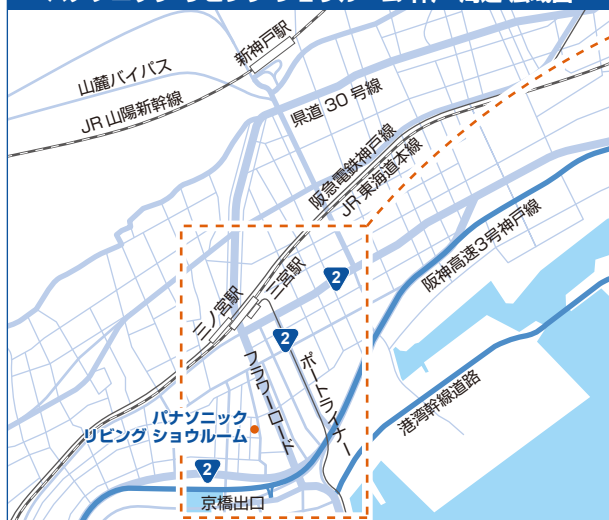 新神戸駅
山麓バイパス
JR山陽新幹線
県道30号線
阪急電鉄神戸線
JR東海道本線
阪神高速3号神戸線
2
三ノ宮駅
三宮駅
2
フラワーロード
ポートライナー
港湾幹線道路
パナソニック
リビング ショウルーム
2
京橋出口